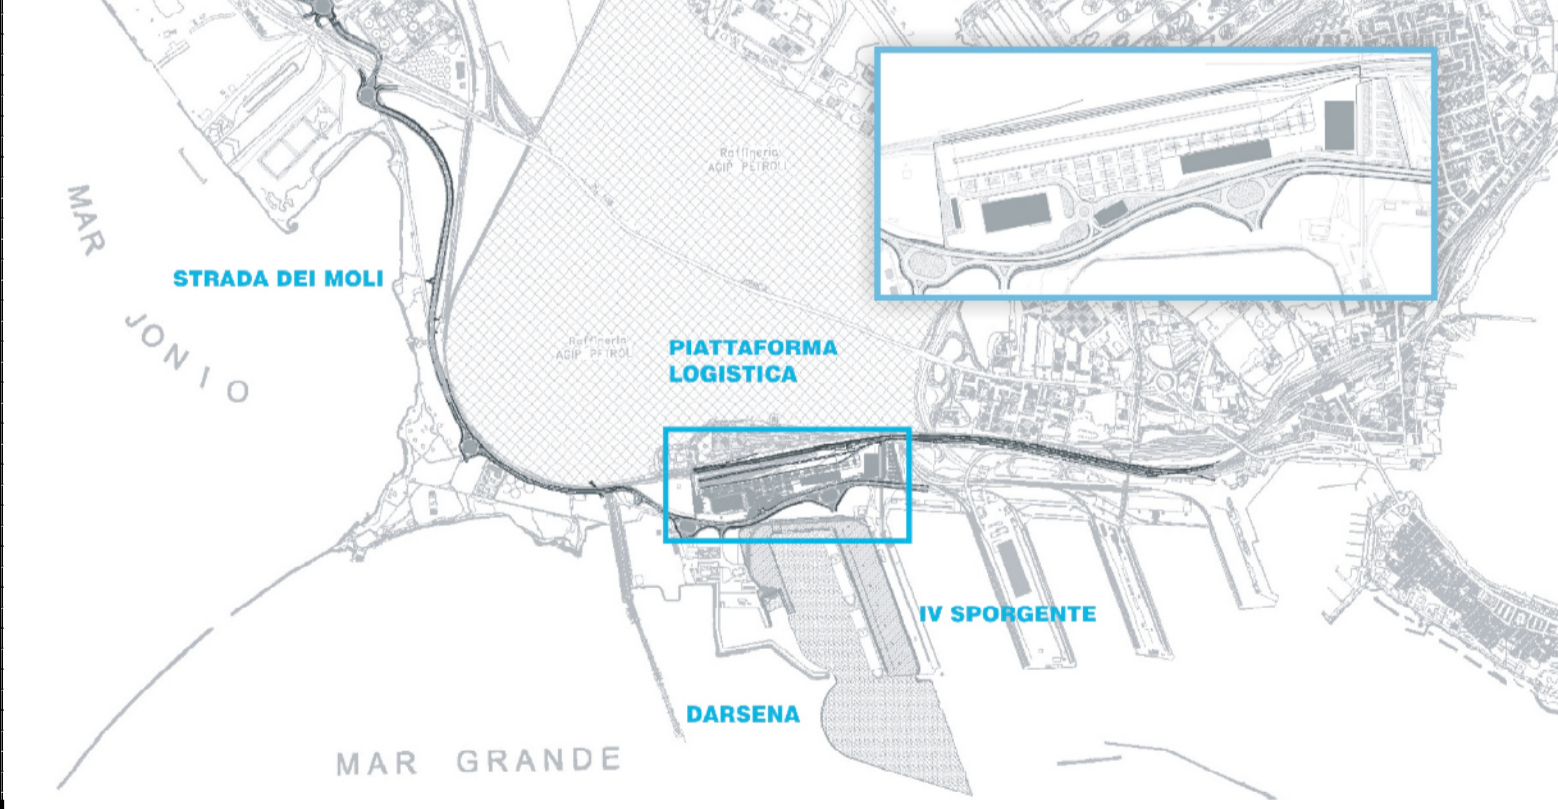 Raffineria
AGIP PETROLI
MAR
JONIO
STRADA DEI MOLI
Raffineria
AGIP PETROLI
PIATTAFORMA
LOGISTICA
IV SPORGENTE
DARSENA
MAR GRANDE